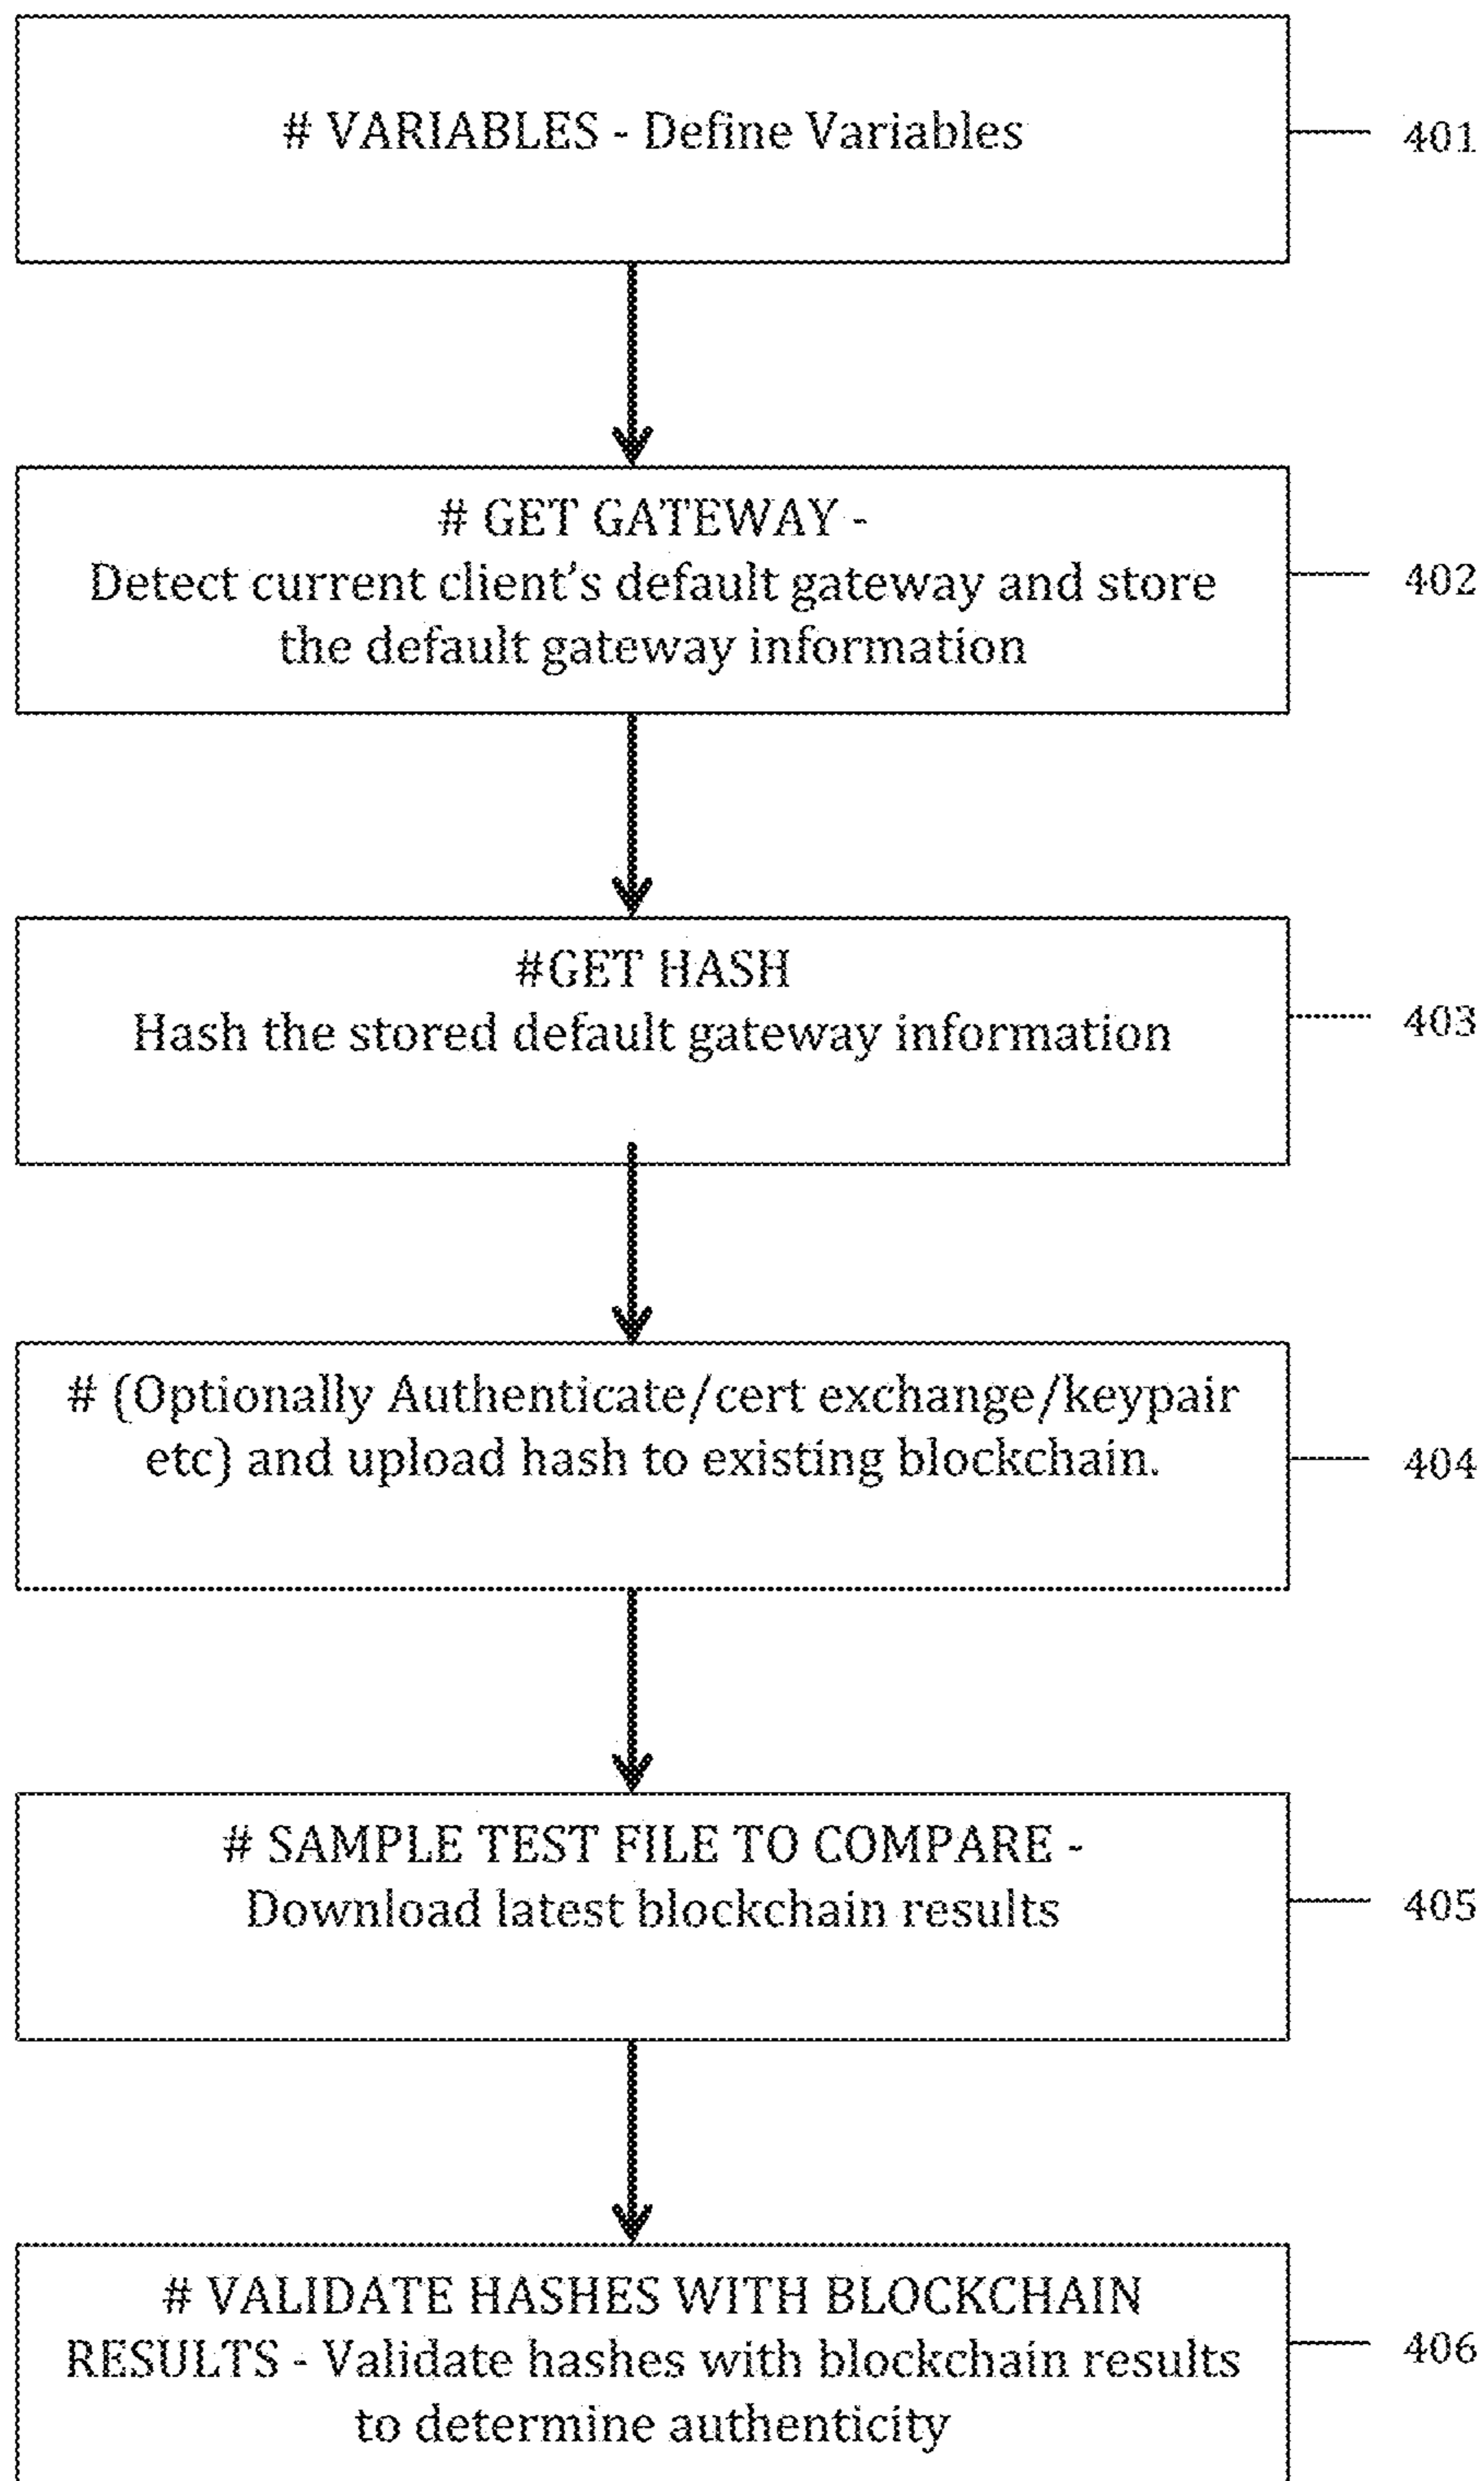 # VARIABLES - Define Variables
401
# GET GATEWAY -
Detect current client's default gateway and store
the default gateway information
402
#GET HASH
Hash the stored default gateway information
403
# (Optionally Authenticate/cert exchange/keypair
etc) and upload hash to existing blockchain.
404
# SAMPLE TEST FILE TO COMPARE -
Download latest blockchain results
405
# VALIDATE HASHES WITH BLOCKCHAIN
RESULTS - Validate hashes with blockchain results
to determine authenticity
406